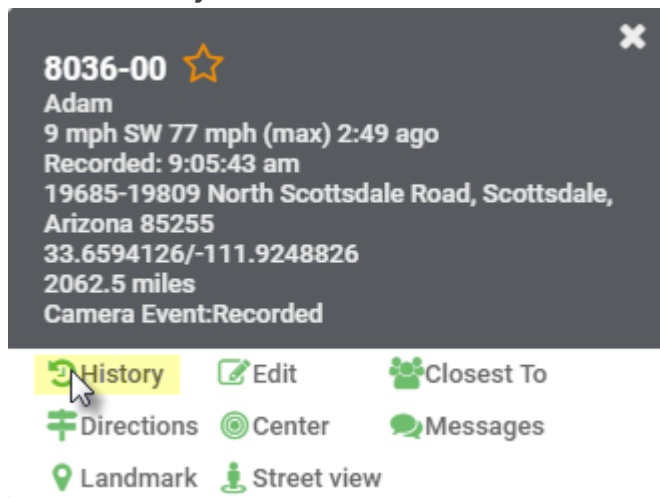 8036-00
Adam
9 mph SW 77 mph (max) 2:49 ago
Recorded: 9:05:43 am
19685-19809 North Scottsdale Road, Scottsdale,
Arizona 85255
33.6594126/-111.9248826
2062.5 miles
Camera Event:Recorded
History Edit Closest To
Directions Center Messages
Landmark Street view